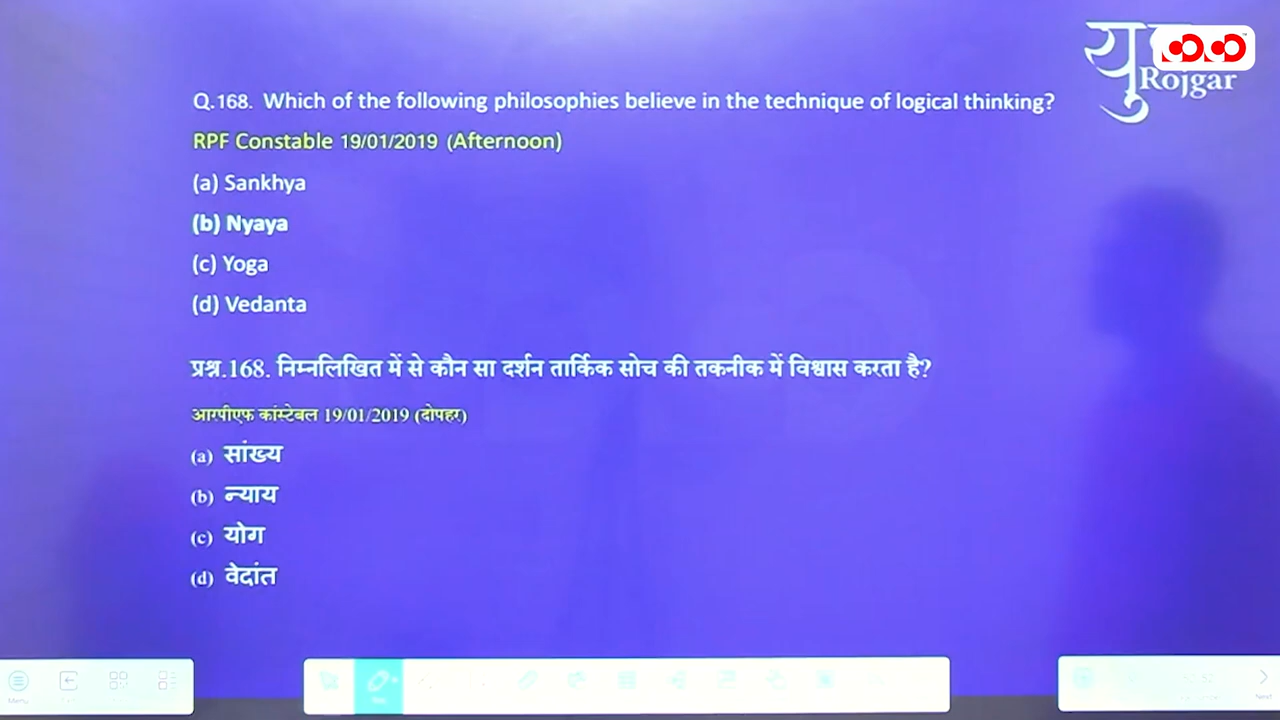 यु
Rojgar
Q.168. Which of the following philosophies believe in the technique of logical thinking?
RPF Constable 19/01/2019 (Afternoon)
(a) Sankhya
(b) Nyaya
(c) Yoga
(d) Vedanta
प्रश्न.168. निम्नलिखित में से कौन सा दर्शन तार्किक सोच की तकनीक में विश्वास करता है?
आरपीएफ कांस्टेबल 19/01/2019 (दोपहर)
(a) सांख्य
(b) न्याय
(c) योग
(d) वेदांत
Menu
Next